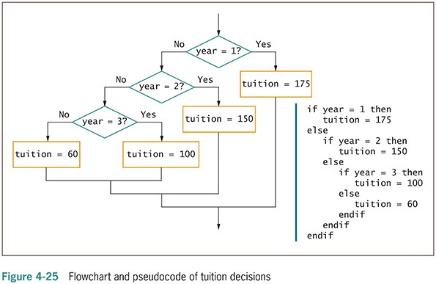 year = 1?
No
Yes
year = 2?
No
Yes
tuition = 175
year = 3?
No
Yes
tuition = 150
tuition = 60
tuition = 100
if year = 1 then
tuition = 175
else
if year = 2 then
tuition = 150
else
if year = 3 then
tuition = 100
else
tuition = 60
endif
endif
endif
Figure 4-25 Flowchart and pseudocode of tuition decisions